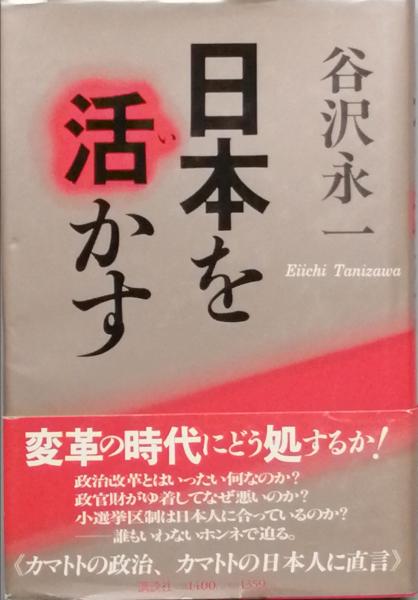 谷沢永一
Eiichi Tanizawa
日本を
活かす
い
変革の時代にどう処するか!
政治改革とはいったい何なのか?
政官財がゆ着してなぜ悪いのか?
小選挙区制は日本人に合っているのか?
――誰もいわないホンネで迫る。
《カマトトの政治、カマトトの日本人に直言》
講談社 1400 1359